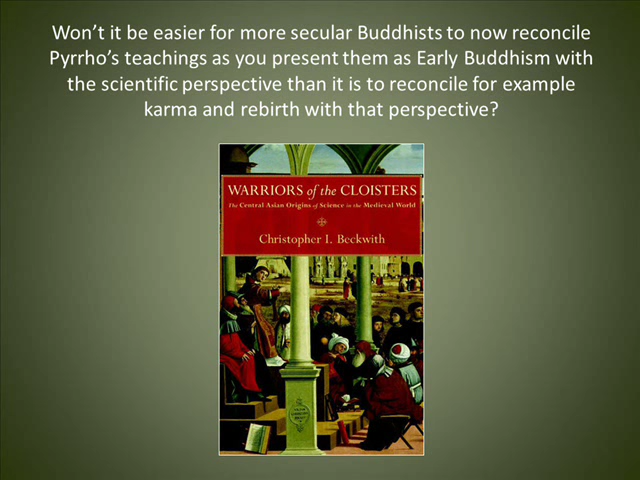 Won’t it be easier for more secular Buddhists to now reconcile
Pyrrho’s teachings as you present them as Early Buddhism with
the scientific perspective than it is to reconcile for example
karma and rebirth with that perspective?
WARRIORS of the CLOISTERS
The Central Asian Origins of Science in the Medieval World
Christopher I. Beckwith